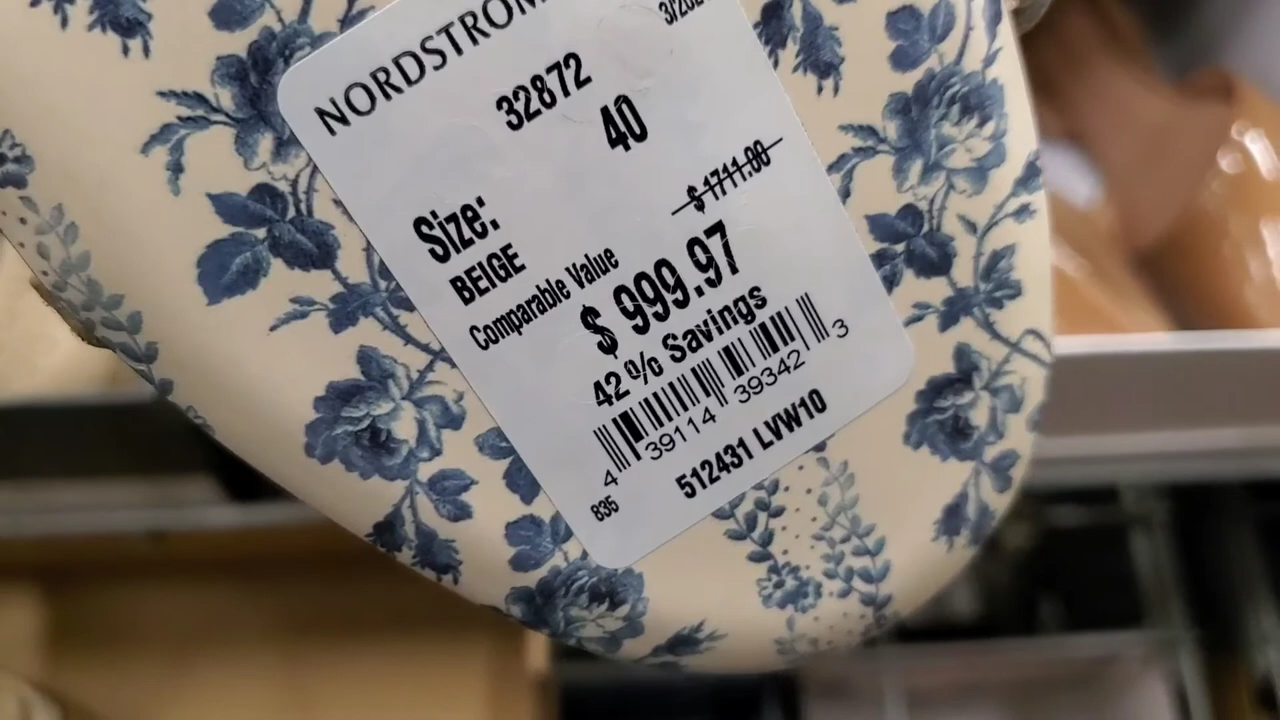 NORDSTROM
32872
40
Size:
BEIGE
$1711.00
Comparable Value
$999.97
42% Savings
4 39114 39342 3
835
512431 LVW10